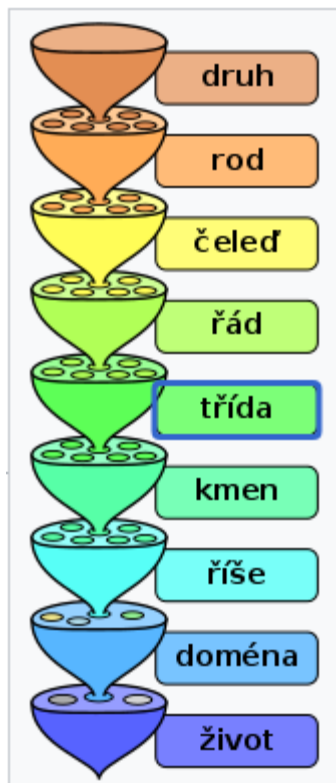 druh
rod
čeleď
řád
třída
kmen
říše
doména
život